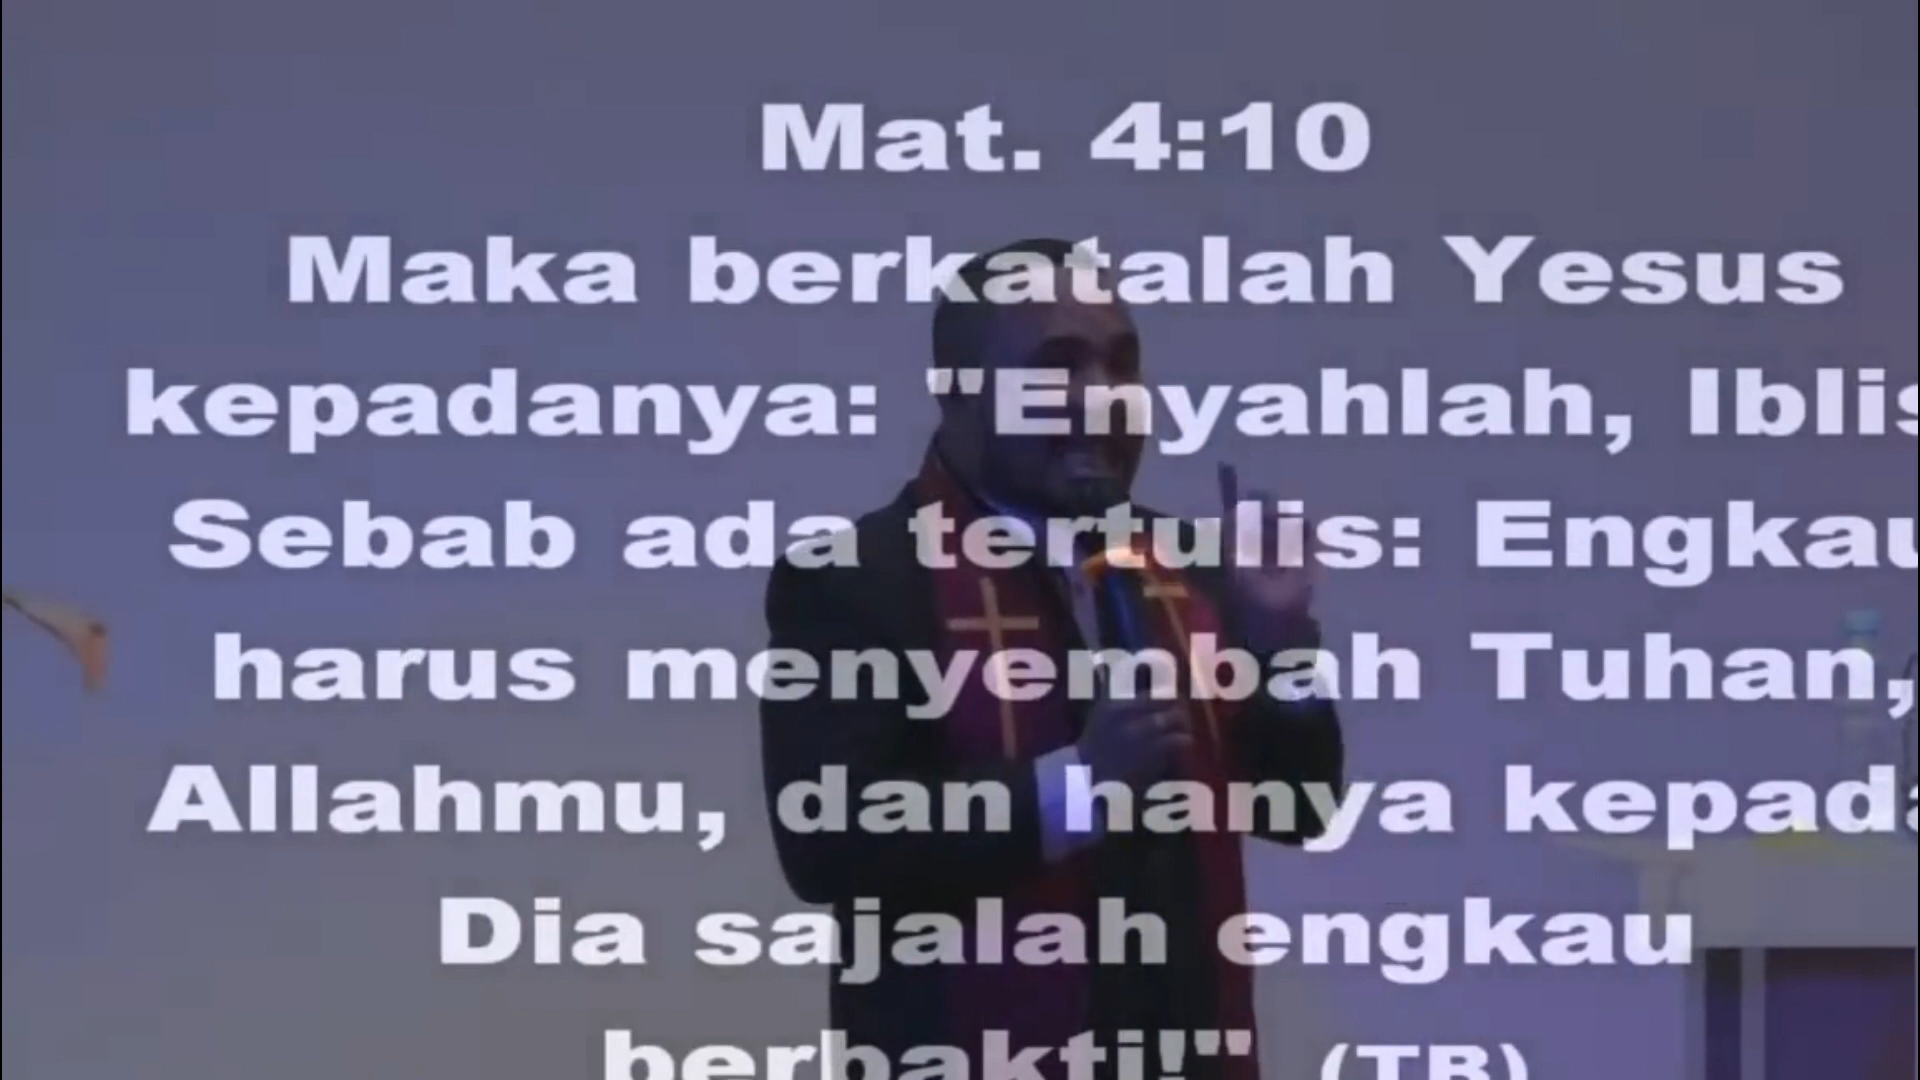 Mat. 4:10
Maka berkatalah Yesus
kepadanya: "Enyahlah, Iblis
Sebab ada tertulis: Engkau
harus menyembah Tuhan,
Allahmu, dan hanya kepada
Dia sajalah engkau
berbakti!" (TB)